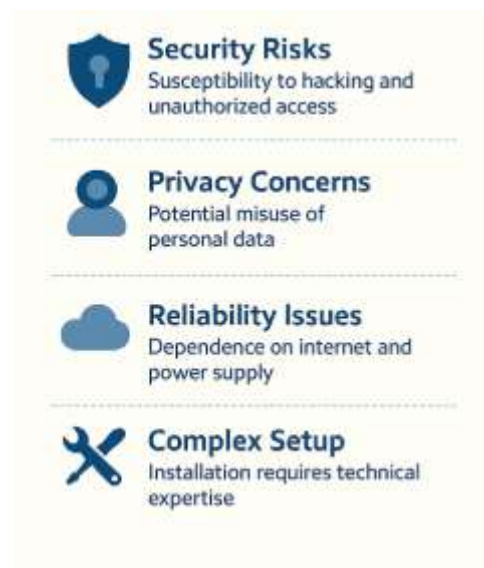 Security Risks
Susceptibility to hacking and
unauthorized access
Privacy Concerns
Potential misuse of
personal data
Reliability Issues
Dependence on internet and
power supply
Complex Setup
Installation requires technical
expertise